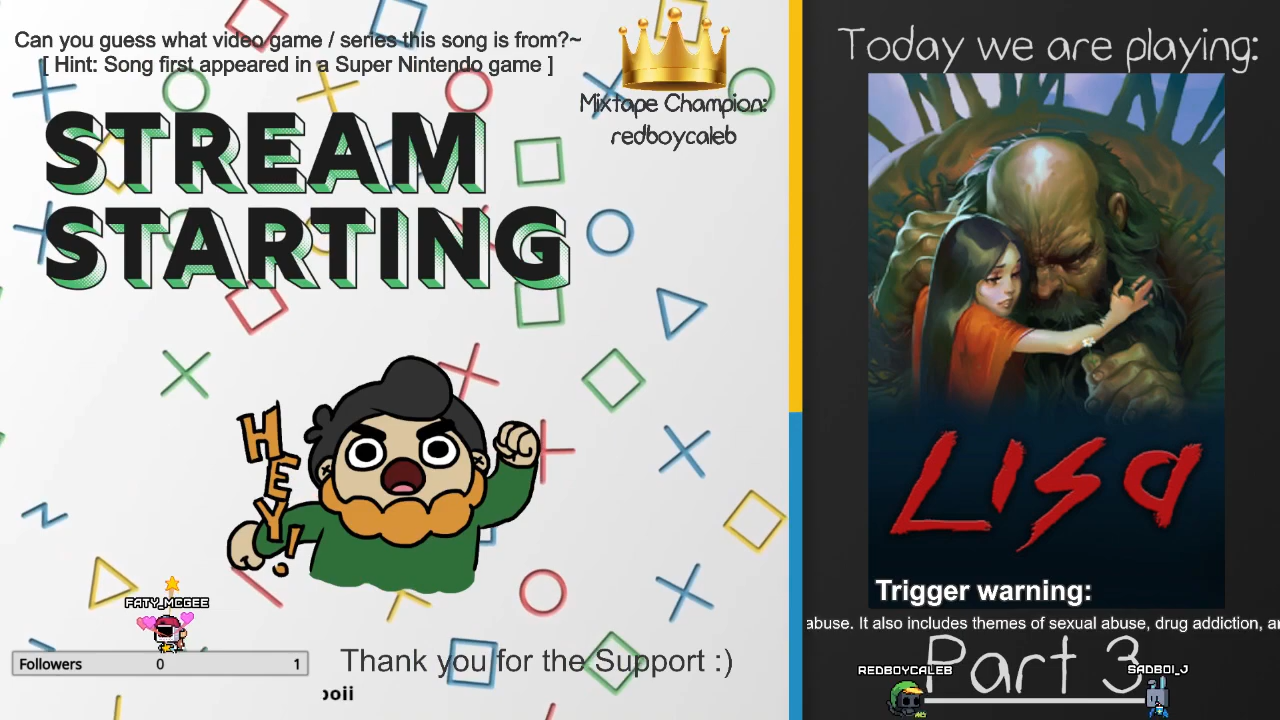 Can you guess what video game / series this song is from?~
[ Hint: Song first appeared in a Super Nintendo game ]
Mixtape Champion:
redboycaleb
STREAM
STARTING
HEY!
FATY_MCGEE
Followers 0 1
Thank you for the Support :)
boii
Today we are playing:
LISA
Trigger warning:
abuse. It also includes themes of sexual abuse, drug addiction,
Part 3
REDBOYCALEB
SADBOI_J